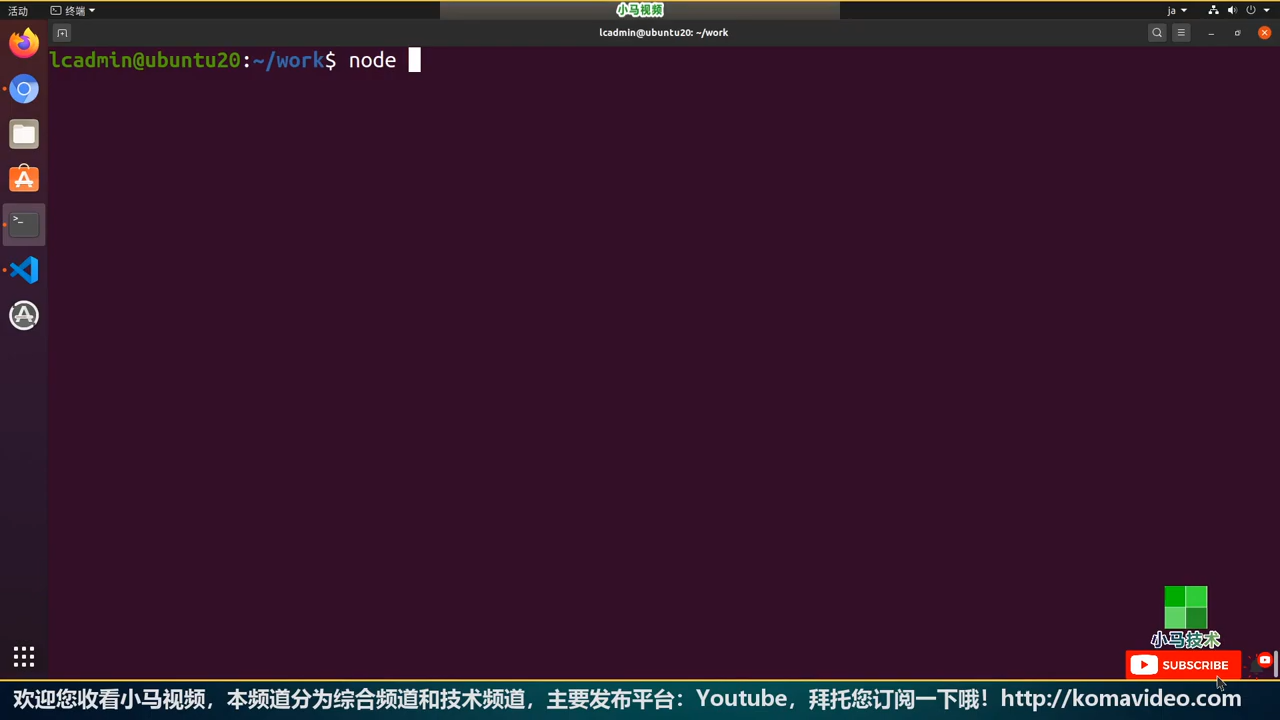 活动
终端
小马视频
ja
lcadmin@ubuntu20: ~/work
lcadmin@ubuntu20:~/work$ node
小马技术
SUBSCRIBE
欢迎您收看小马视频，本频道分为综合频道和技术频道，主要发布平台：Youtube，拜托您订阅一下哦！http://komavideo.com